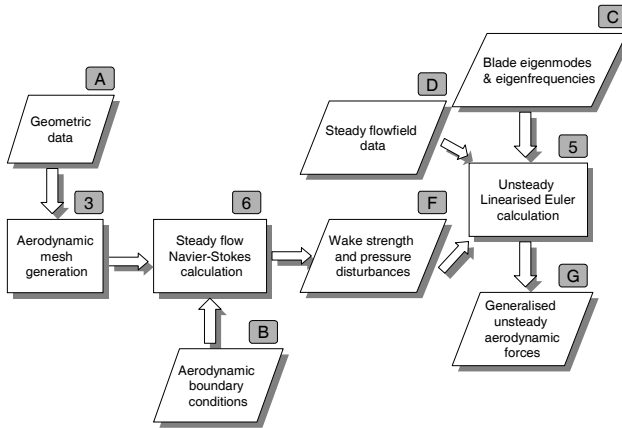 A
Geometric
data
3
Aerodynamic
mesh
generation
6
Steady flow
Navier-Stokes
calculation
B
Aerodynamic
boundary
conditions
D
Steady flowfield
data
F
Wake strength
and pressure
disturbances
C
Blade eigenmodes
& eigenfrequencies
5
Unsteady
Linearised Euler
calculation
G
Generalised
unsteady
aerodynamic
forces